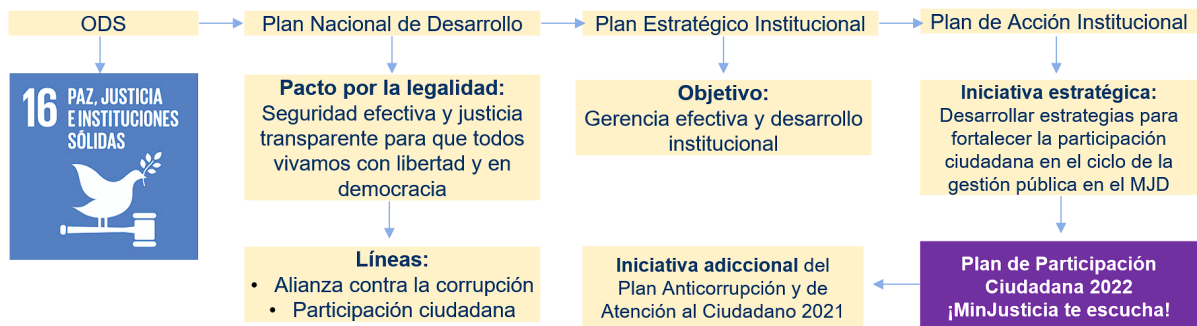 ODS
Plan Nacional de Desarrollo
Plan Estratégico Institucional
Plan de Acción Institucional
16 PAZ, JUSTICIA
E INSTITUCIONES
SÓLIDAS
Pacto por la legalidad:
Seguridad efectiva y justicia
transparente para que todos
vivamos con libertad y en
democracia
Objetivo:
Gerencia efectiva y desarrollo
institucional
Iniciativa estratégica:
Desarrollar estrategias para
fortalecer la participación
ciudadana en el ciclo de la
gestión pública en el MJD
Líneas:
• Alianza contra la corrupción
• Participación ciudadana
Iniciativa adiccional del
Plan Anticorrupción y de
Atención al Ciudadano 2021
Plan de Participación
Ciudadana 2022
¡MinJusticia te escucha!